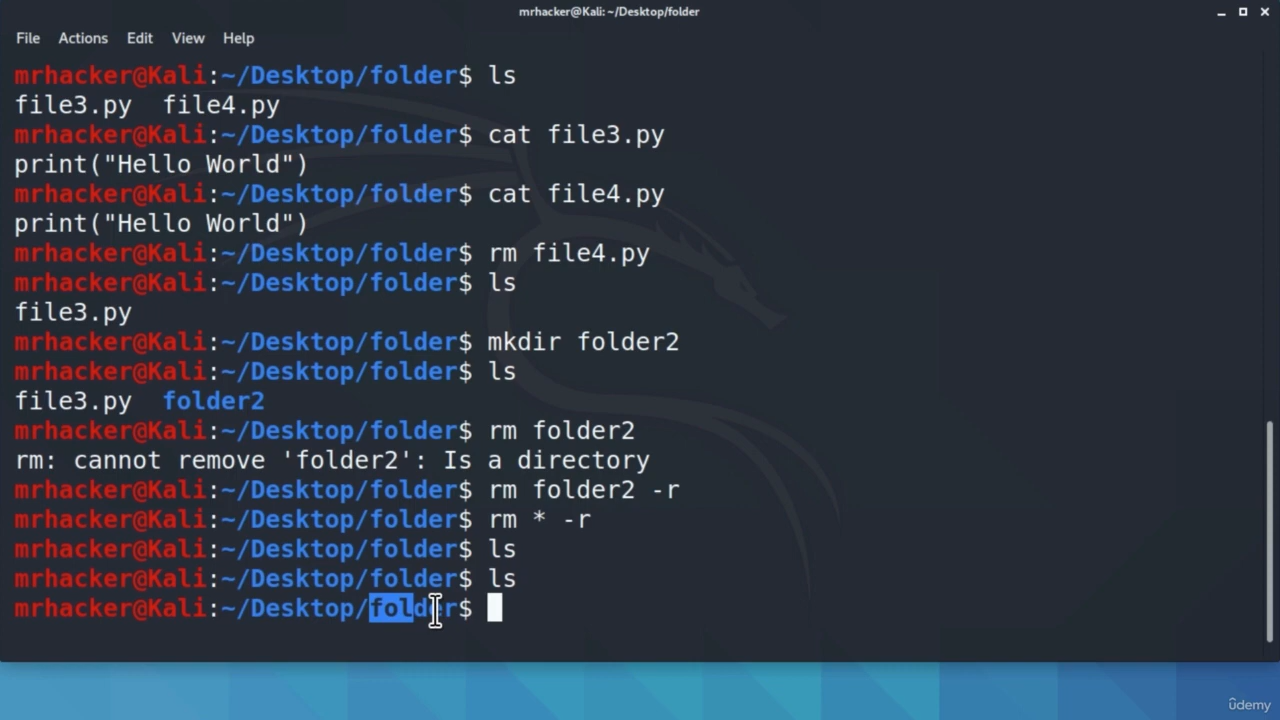 mrhacker@Kali: ~/Desktop/folder
File Actions Edit View Help
mrhacker@Kali:~/Desktop/folder$ ls
file3.py  file4.py
mrhacker@Kali:~/Desktop/folder$ cat file3.py
print("Hello World")
mrhacker@Kali:~/Desktop/folder$ cat file4.py
print("Hello World")
mrhacker@Kali:~/Desktop/folder$ rm file4.py
mrhacker@Kali:~/Desktop/folder$ ls
file3.py
mrhacker@Kali:~/Desktop/folder$ mkdir folder2
mrhacker@Kali:~/Desktop/folder$ ls
file3.py  folder2
mrhacker@Kali:~/Desktop/folder$ rm folder2
rm: cannot remove 'folder2': Is a directory
mrhacker@Kali:~/Desktop/folder$ rm folder2 -r
mrhacker@Kali:~/Desktop/folder$ rm * -r
mrhacker@Kali:~/Desktop/folder$ ls
mrhacker@Kali:~/Desktop/folder$ ls
mrhacker@Kali:~/Desktop/folder$
ûdemy